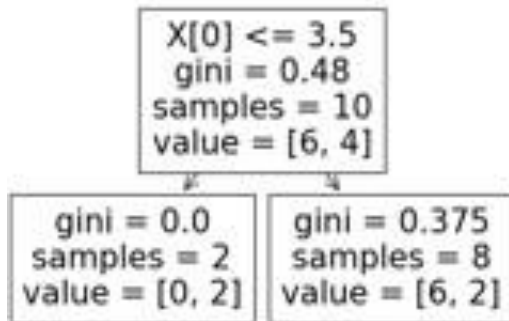 X[0] <= 3.5
gini = 0.48
samples = 10
value = [6, 4]
gini = 0.0
samples = 2
value = [0, 2]
gini = 0.375
samples = 8
value = [6, 2]